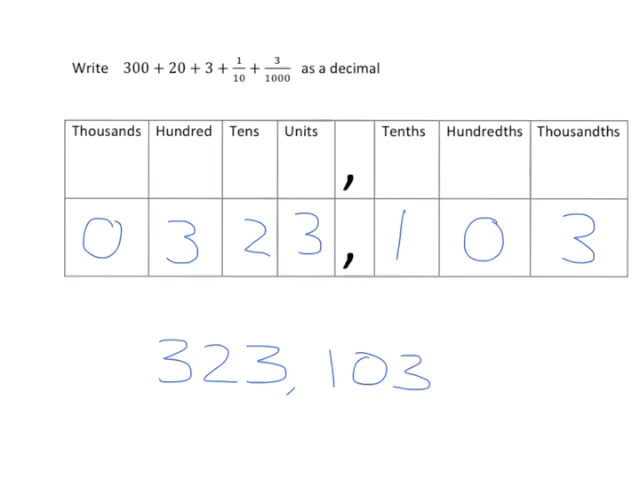 Write 300 + 20 + 3 + 1/10 + 3/1000 as a decimal
Thousands Hundred Tens Units , Tenths Hundredths Thousandths
0 3 2 3 , 1 0 3
323,103